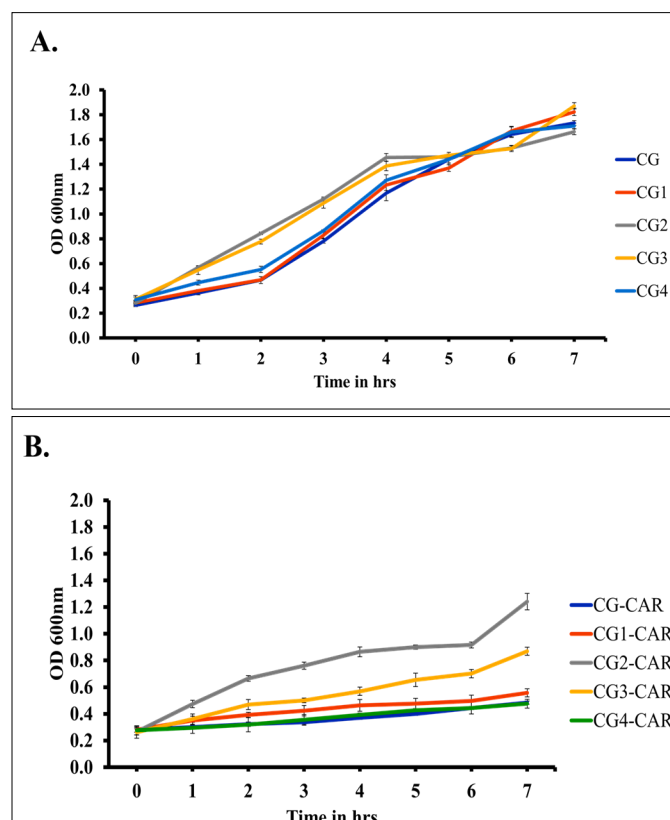 A.
2.0
1.8
1.6
1.4
1.2
1.0
0.8
0.6
0.4
0.2
0.0
OD 600nm
0 1 2 3 4 5 6 7
Time in hrs
CG
CG1
CG2
CG3
CG4
B.
2.0
1.8
1.6
1.4
1.2
1.0
0.8
0.6
0.4
0.2
0.0
OD 600nm
0 1 2 3 4 5 6 7
Time in hrs
CG-CAR
CG1-CAR
CG2-CAR
CG3-CAR
CG4-CAR